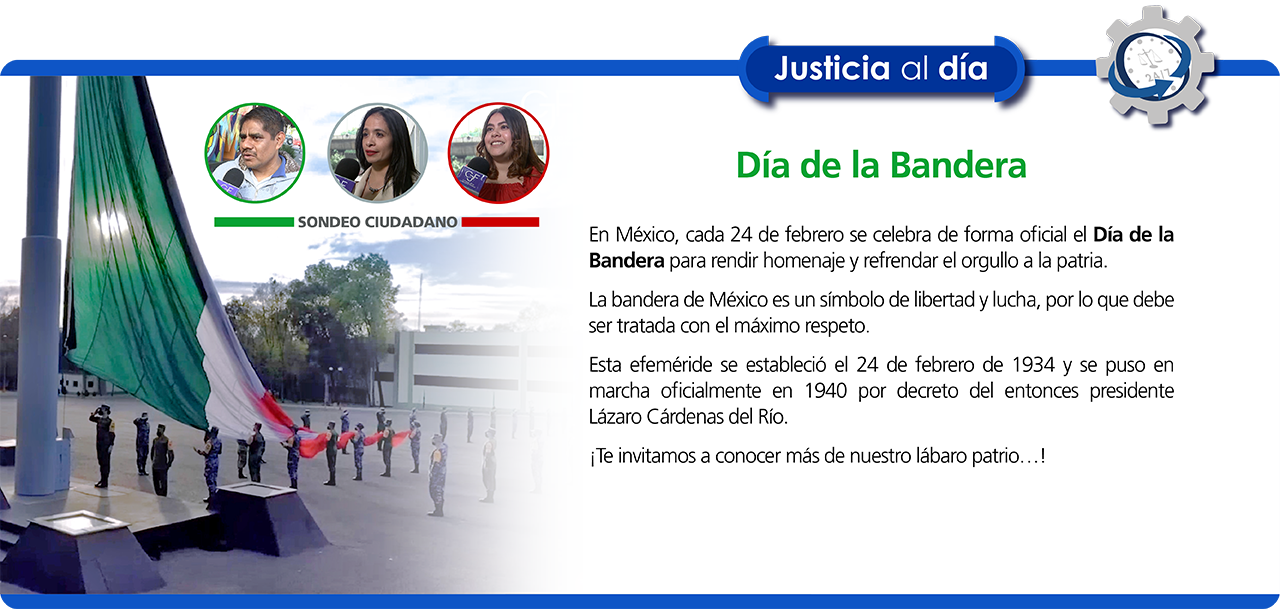 Justicia al día
24/7
Día de la Bandera
SONDEO CIUDADANO
En México, cada 24 de febrero se celebra de forma oficial el Día de la
Bandera para rendir homenaje y refrendar el orgullo a la patria.
La bandera de México es un símbolo de libertad y lucha, por lo que debe
ser tratada con el máximo respeto.
Esta efeméride se estableció el 24 de febrero de 1934 y se puso en
marcha oficialmente en 1940 por decreto del entonces presidente
Lázaro Cárdenas del Río.
¡Te invitamos a conocer más de nuestro lábaro patrio…!